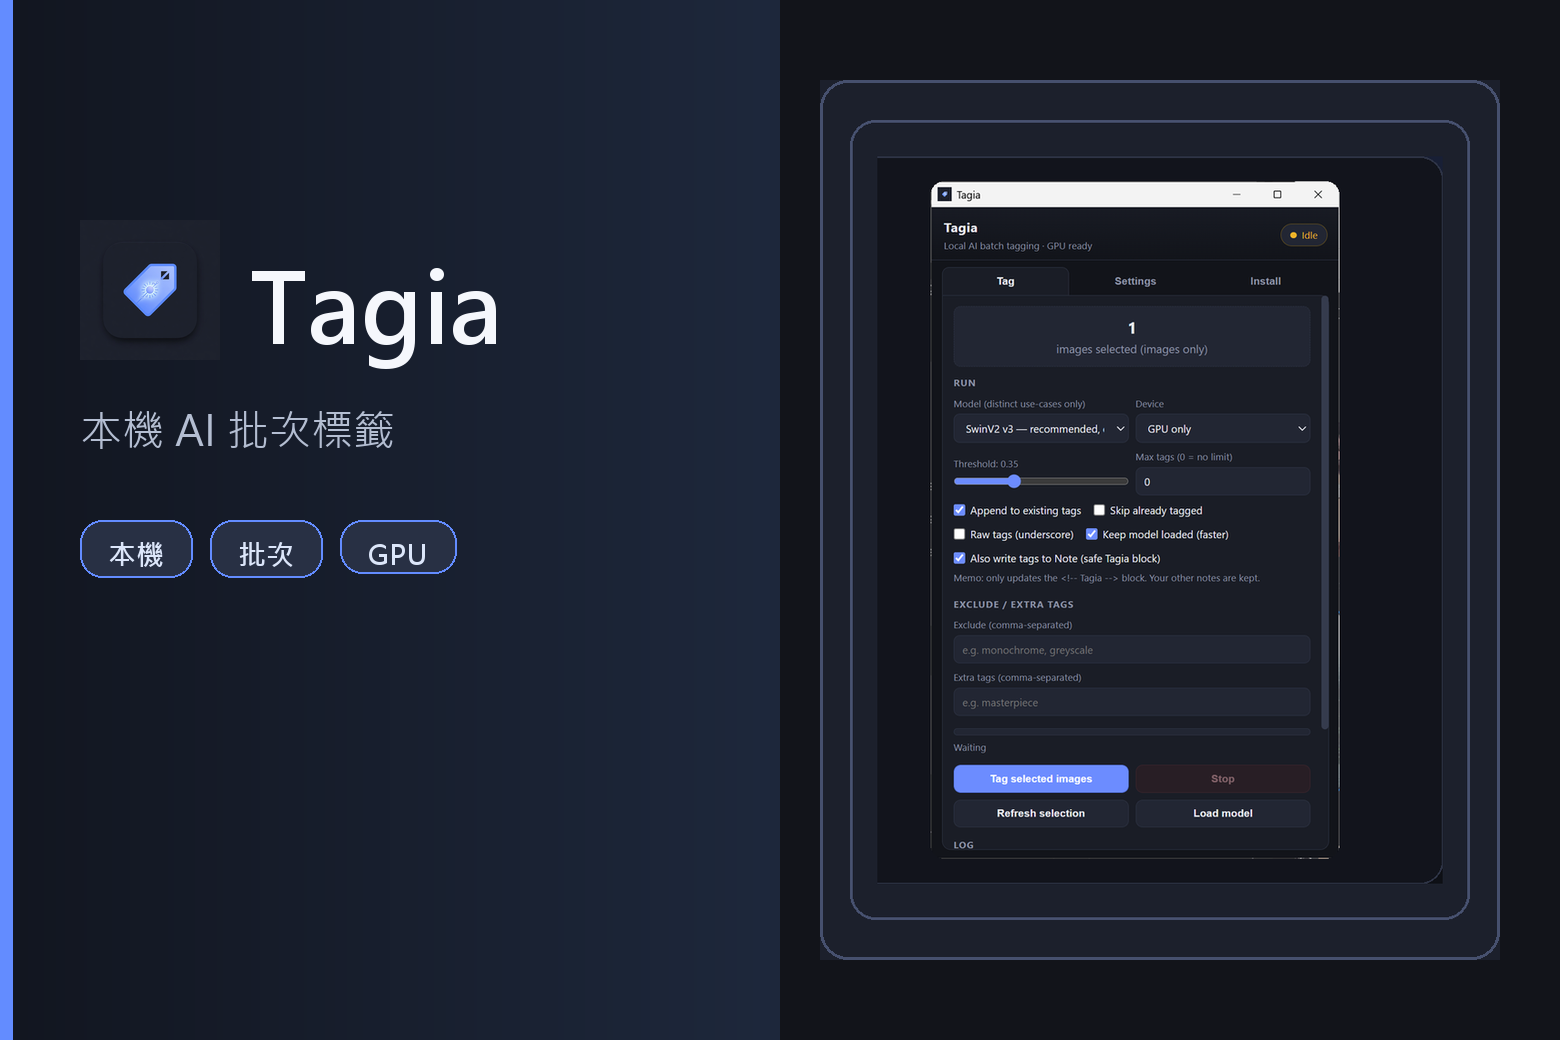 Tagia
本機 AI 批次標籤
本機
批次
GPU
Tagia
Tagia
Local AI batch tagging · GPU ready
Idle
Tag
Settings
Install
1
images selected (images only)
RUN
Model (distinct use-cases only)
Device
SwinV2 v3 — recommended,
GPU only
Threshold: 0.35
Max tags (0 = no limit)
0
Append to existing tags
Skip already tagged
Raw tags (underscore)
Keep model loaded (faster)
Also write tags to Note (safe Tagia block)
Memo: only updates the <!-- Tagia --> block. Your other notes are kept.
EXCLUDE / EXTRA TAGS
Exclude (comma-separated)
e.g. monochrome, greyscale
Extra tags (comma-separated)
e.g. masterpiece
Waiting
Tag selected images
Stop
Refresh selection
Load model
LOG